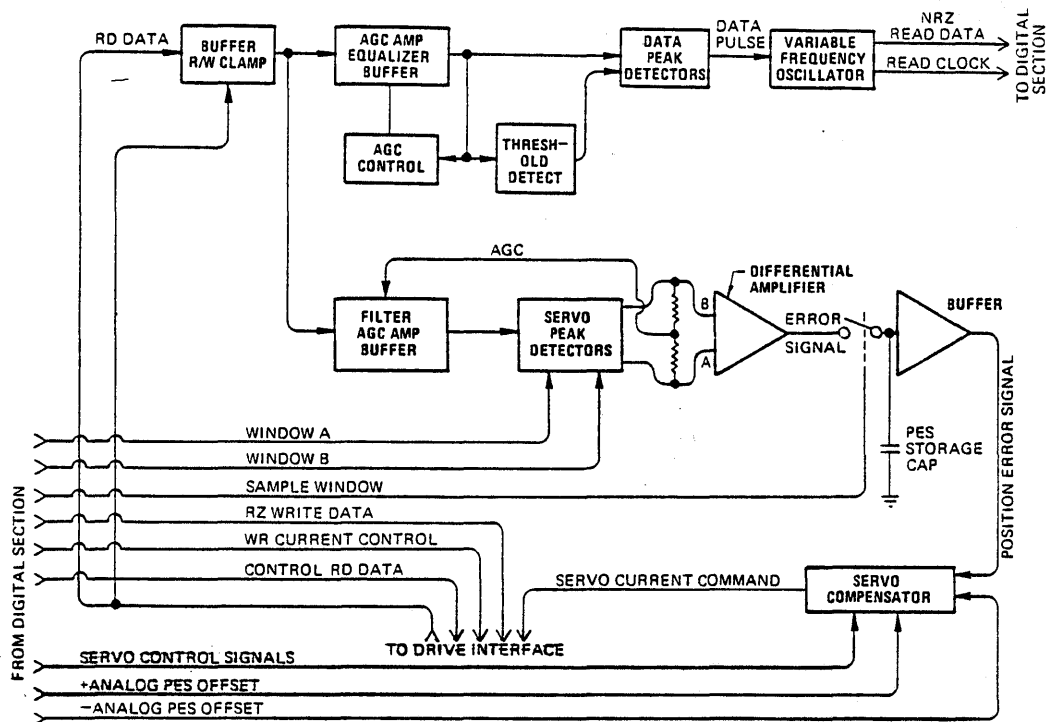 RD DATA
BUFFER
R/W CLAMP
AGC AMP
EQUALIZER
BUFFER
AGC
CONTROL
THRESH-
OLD
DETECT
DATA
PEAK
DETECTORS
DATA
PULSE
VARIABLE
FREQUENCY
OSCILLATOR
NRZ
READ DATA
READ CLOCK
TO DIGITAL
SECTION
AGC
FILTER
AGC AMP
BUFFER
SERVO
PEAK
DETECTORS
B
A
DIFFERENTIAL
AMPLIFIER
ERROR
SIGNAL
BUFFER
PES
STORAGE
CAP
POSITION ERROR SIGNAL
FROM DIGITAL SECTION
WINDOW A
WINDOW B
SAMPLE WINDOW
RZ WRITE DATA
WR CURRENT CONTROL
CONTROL RD DATA
SERVO CURRENT COMMAND
SERVO
COMPENSATOR
TO DRIVE INTERFACE
SERVO CONTROL SIGNALS
+ANALOG PES OFFSET
−ANALOG PES OFFSET